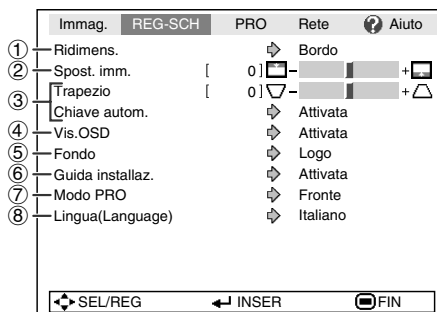 Immag. REG-SCH PRO Rete ? Aiuto
① Ridimens. Bordo
② Spost. imm. [ 0 ] – +
③ Trapezio [ 0 ] – +
Chiave autom. Attivata
④ Vis.OSD Attivata
⑤ Fondo Logo
⑥ Guida installaz. Attivata
⑦ Modo PRO Fronte
⑧ Lingua(Language) Italiano
SEL/REG INSER FIN